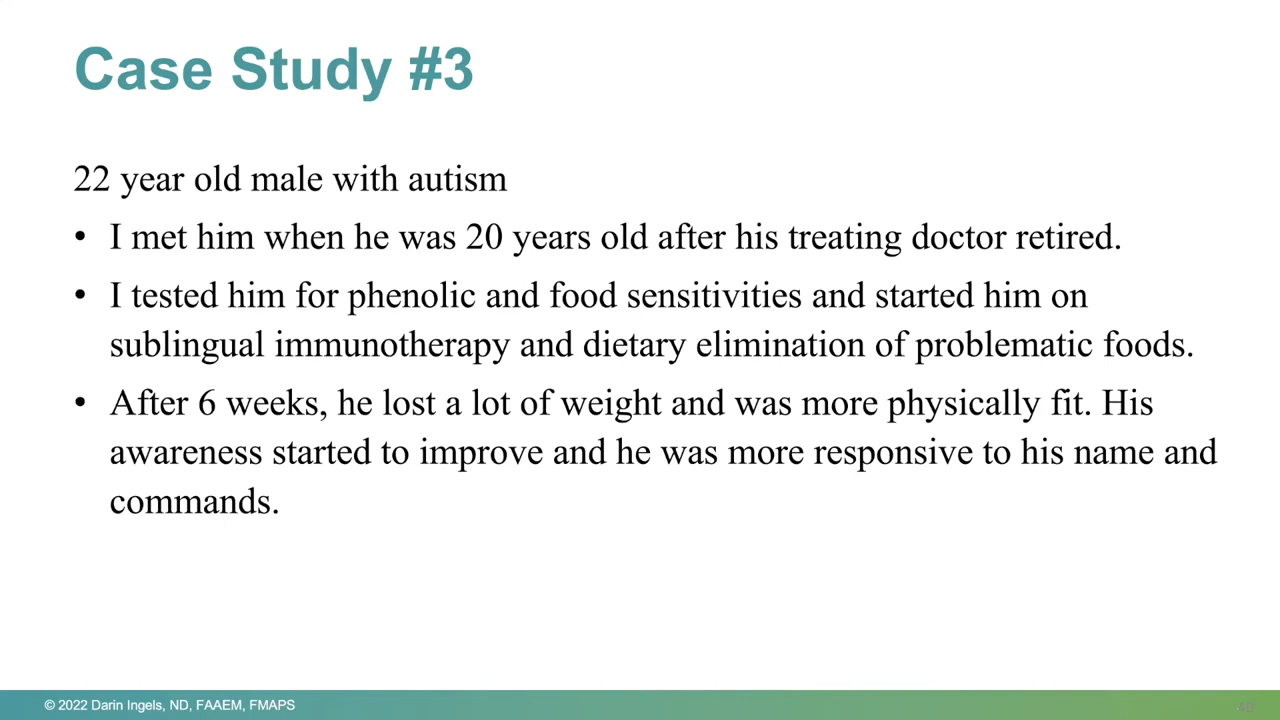 Case Study #3
22 year old male with autism
• I met him when he was 20 years old after his treating doctor retired.
• I tested him for phenolic and food sensitivities and started him on
sublingual immunotherapy and dietary elimination of problematic foods.
• After 6 weeks, he lost a lot of weight and was more physically fit. His
awareness started to improve and he was more responsive to his name and
commands.
© 2022 Darin Ingels, ND, FAAEM, FMAPS
40